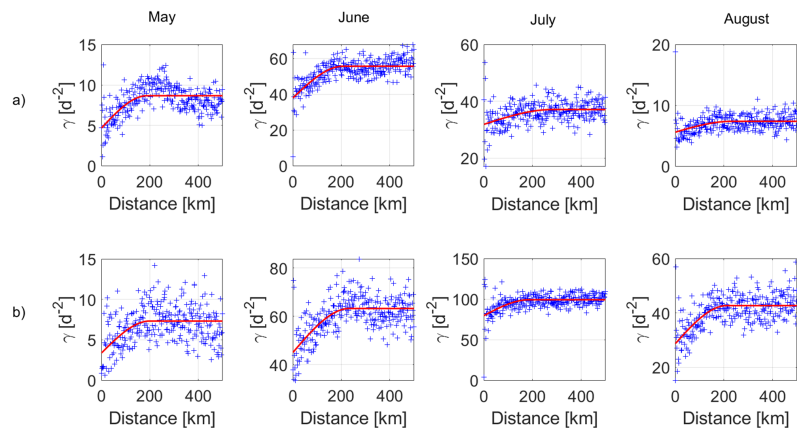 May June July August
a)
γ [d⁻²] 15 10 5 0 0 200 400 Distance [km]
γ [d⁻²] 60 40 20 0 0 200 400 Distance [km]
γ [d⁻²] 60 40 20 0 200 400 Distance [km]
γ [d⁻²] 20 10 0 0 200 400 Distance [km]
b)
γ [d⁻²] 15 10 5 0 0 200 400 Distance [km]
γ [d⁻²] 80 60 40 0 200 400 Distance [km]
γ [d⁻²] 150 100 50 0 0 200 400 Distance [km]
γ [d⁻²] 60 40 20 0 200 400 Distance [km]